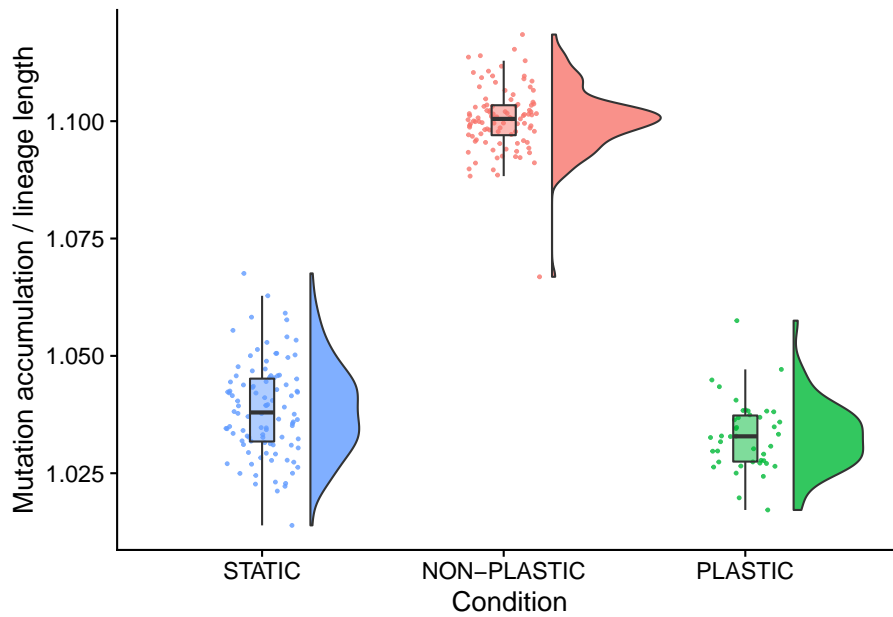 Mutation accumulation / lineage length
1.100
1.075
1.050
1.025
STATIC
NON−PLASTIC
PLASTIC
Condition